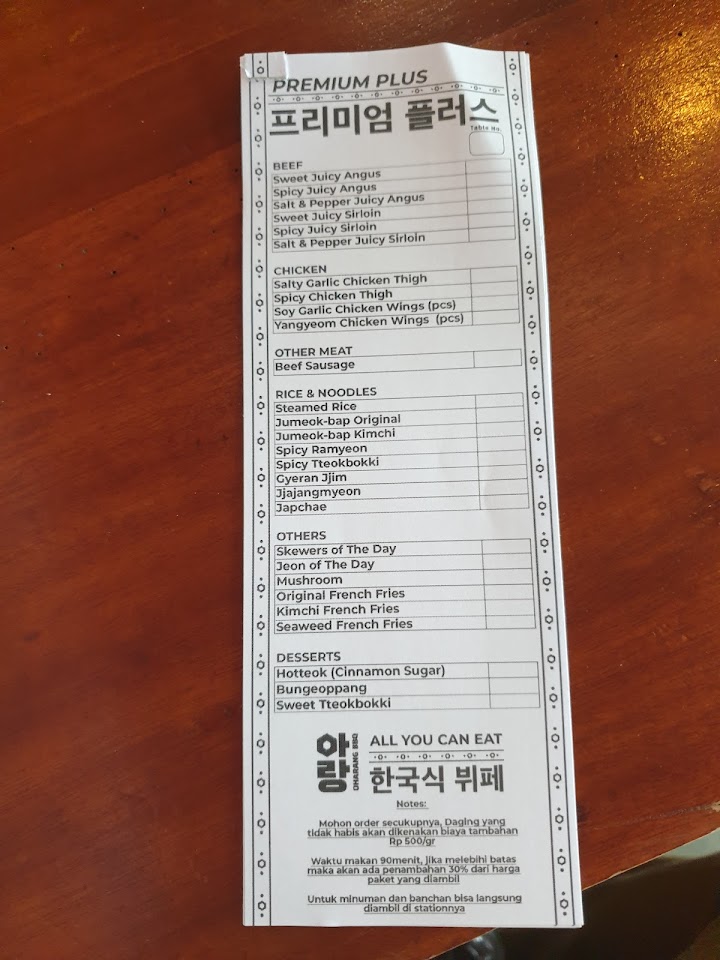 PREMIUM PLUS
프리미엄 플러스
Table No.
BEEF
Sweet Juicy Angus
Spicy Juicy Angus
Salt & Pepper Juicy Angus
Sweet Juicy Sirloin
Spicy Juicy Sirloin
Salt & Pepper Juicy Sirloin
CHICKEN
Salty Garlic Chicken Thigh
Spicy Chicken Thigh
Soy Garlic Chicken Wings (pcs)
Yangyeom Chicken Wings (pcs)
OTHER MEAT
Beef Sausage
RICE & NOODLES
Steamed Rice
Jumeok-bap Original
Jumeok-bap Kimchi
Spicy Ramyeon
Spicy Tteokbokki
Gyeran Jjim
Jjajangmyeon
Japchae
OTHERS
Skewers of The Day
Jeon of The Day
Mushroom
Original French Fries
Kimchi French Fries
Seaweed French Fries
DESSERTS
Hotteok (Cinnamon Sugar)
Bungeoppang
Sweet Tteokbokki
아랑
OHARANG BBQ
ALL YOU CAN EAT
한국식 뷔페
Notes:
Mohon order secukupnya, Daging yang
tidak habis akan dikenakan biaya tambahan
Rp 500/gr
Waktu makan 90menit, jika melebihi batas
maka akan ada penambahan 30% dari harga
paket yang diambil
Untuk minuman dan banchan bisa langsung
diambil di stationnya